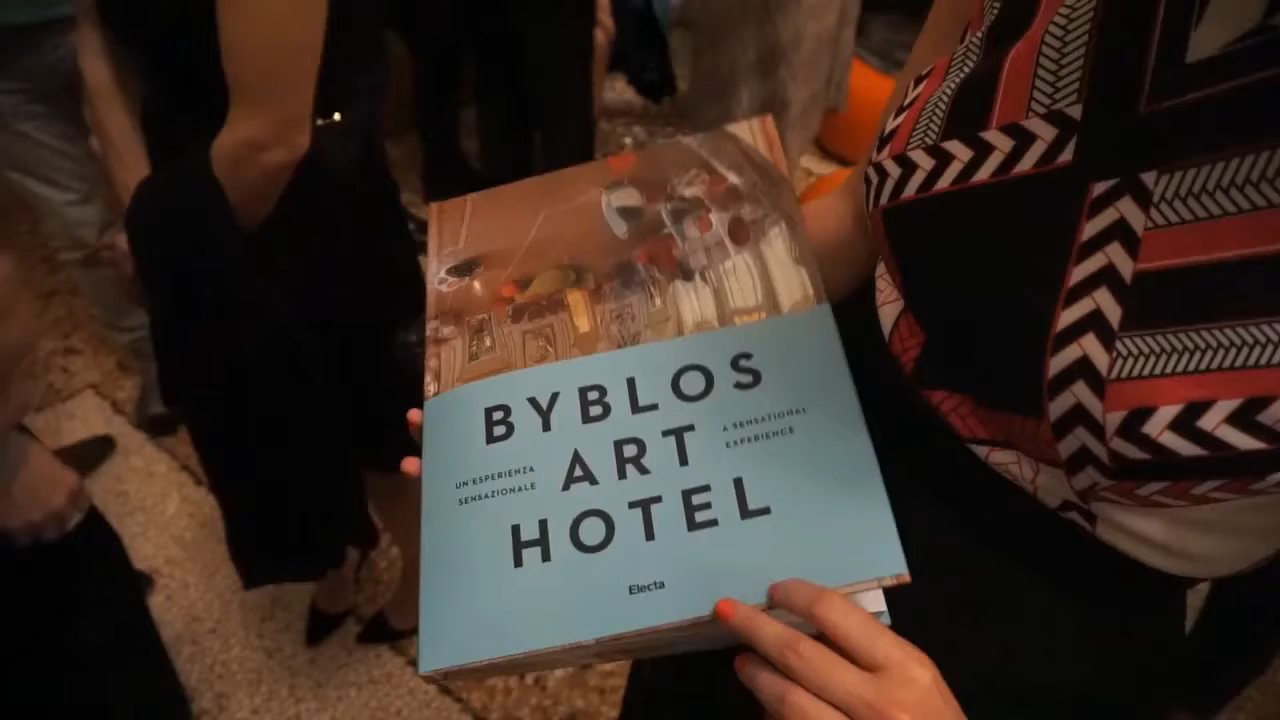 BYBLOS
ART
HOTEL
UN'ESPERIENZA
SENSAZIONALE
A SENSATIONAL
EXPERIENCE
Electa